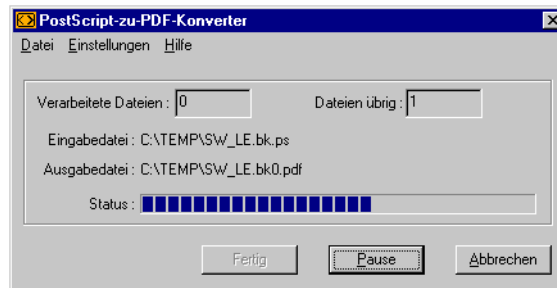 PostScript-zu-PDF-Konverter
Datei Einstellungen Hilfe
Verarbeitete Dateien : 0 Dateien übrig : 1
Eingabedatei : C:\TEMP\SW_LE.bk.ps
Ausgabedatei : C:\TEMP\SW_LE.bk0.pdf
Status :
Fertig Pause Abbrechen